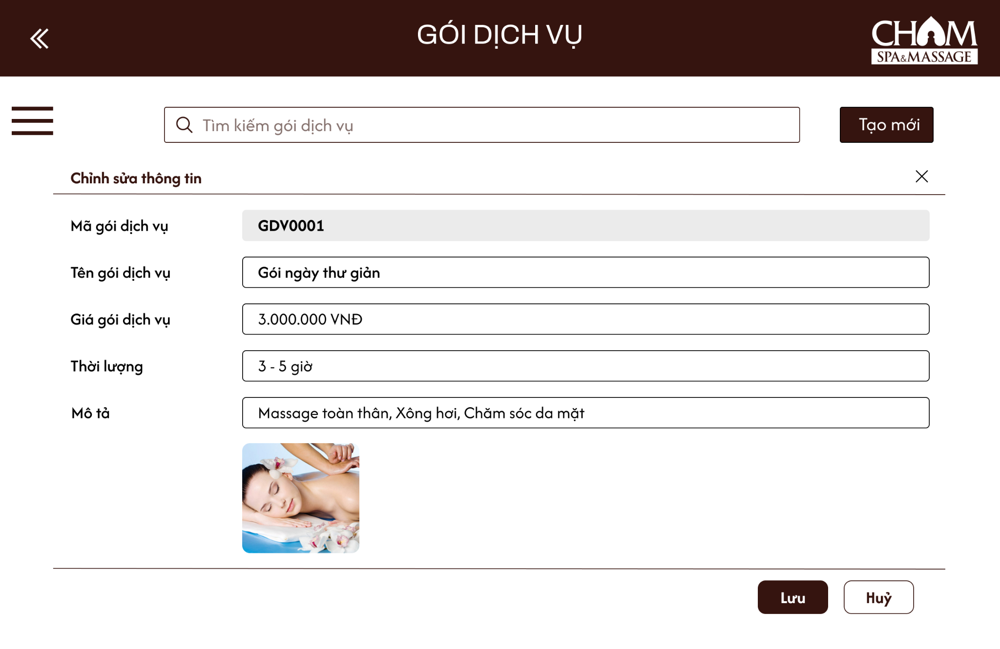 GÓI DỊCH VỤ
CHAM
SPA&MASSAGE
Tìm kiếm gói dịch vụ
Tạo mới
Chỉnh sửa thông tin
Mã gói dịch vụ
GDV0001
Tên gói dịch vụ
Gói ngày thư giản
Giá gói dịch vụ
3.000.000 VNĐ
Thời lượng
3 - 5 giờ
Mô tả
Massage toàn thân, Xông hơi, Chăm sóc da mặt
Lưu
Huỷ